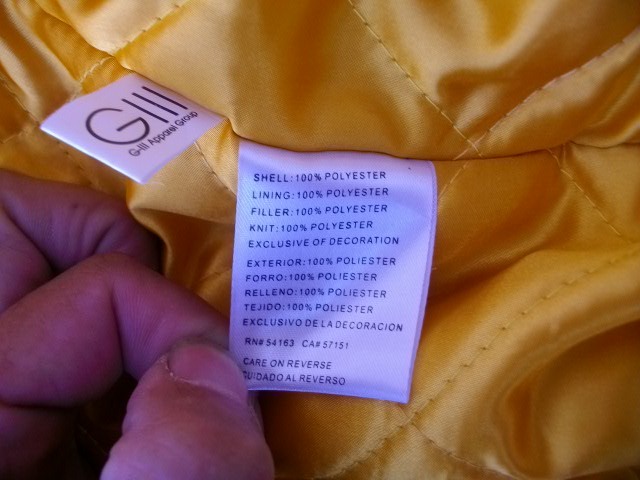 GIII
G-III Apparel Group
SHELL: 100% POLYESTER
LINING: 100% POLYESTER
FILLER: 100% POLYESTER
KNIT: 100% POLYESTER
EXCLUSIVE OF DECORATION
EXTERIOR: 100% POLIESTER
FORRO: 100% POLIESTER
RELLENO: 100% POLIESTER
TEJIDO: 100% POLIESTER
EXCLUSIVO DE LA DECORACION
RN# 54163 CA# 57151
CARE ON REVERSE
CUIDADO AL REVERSO